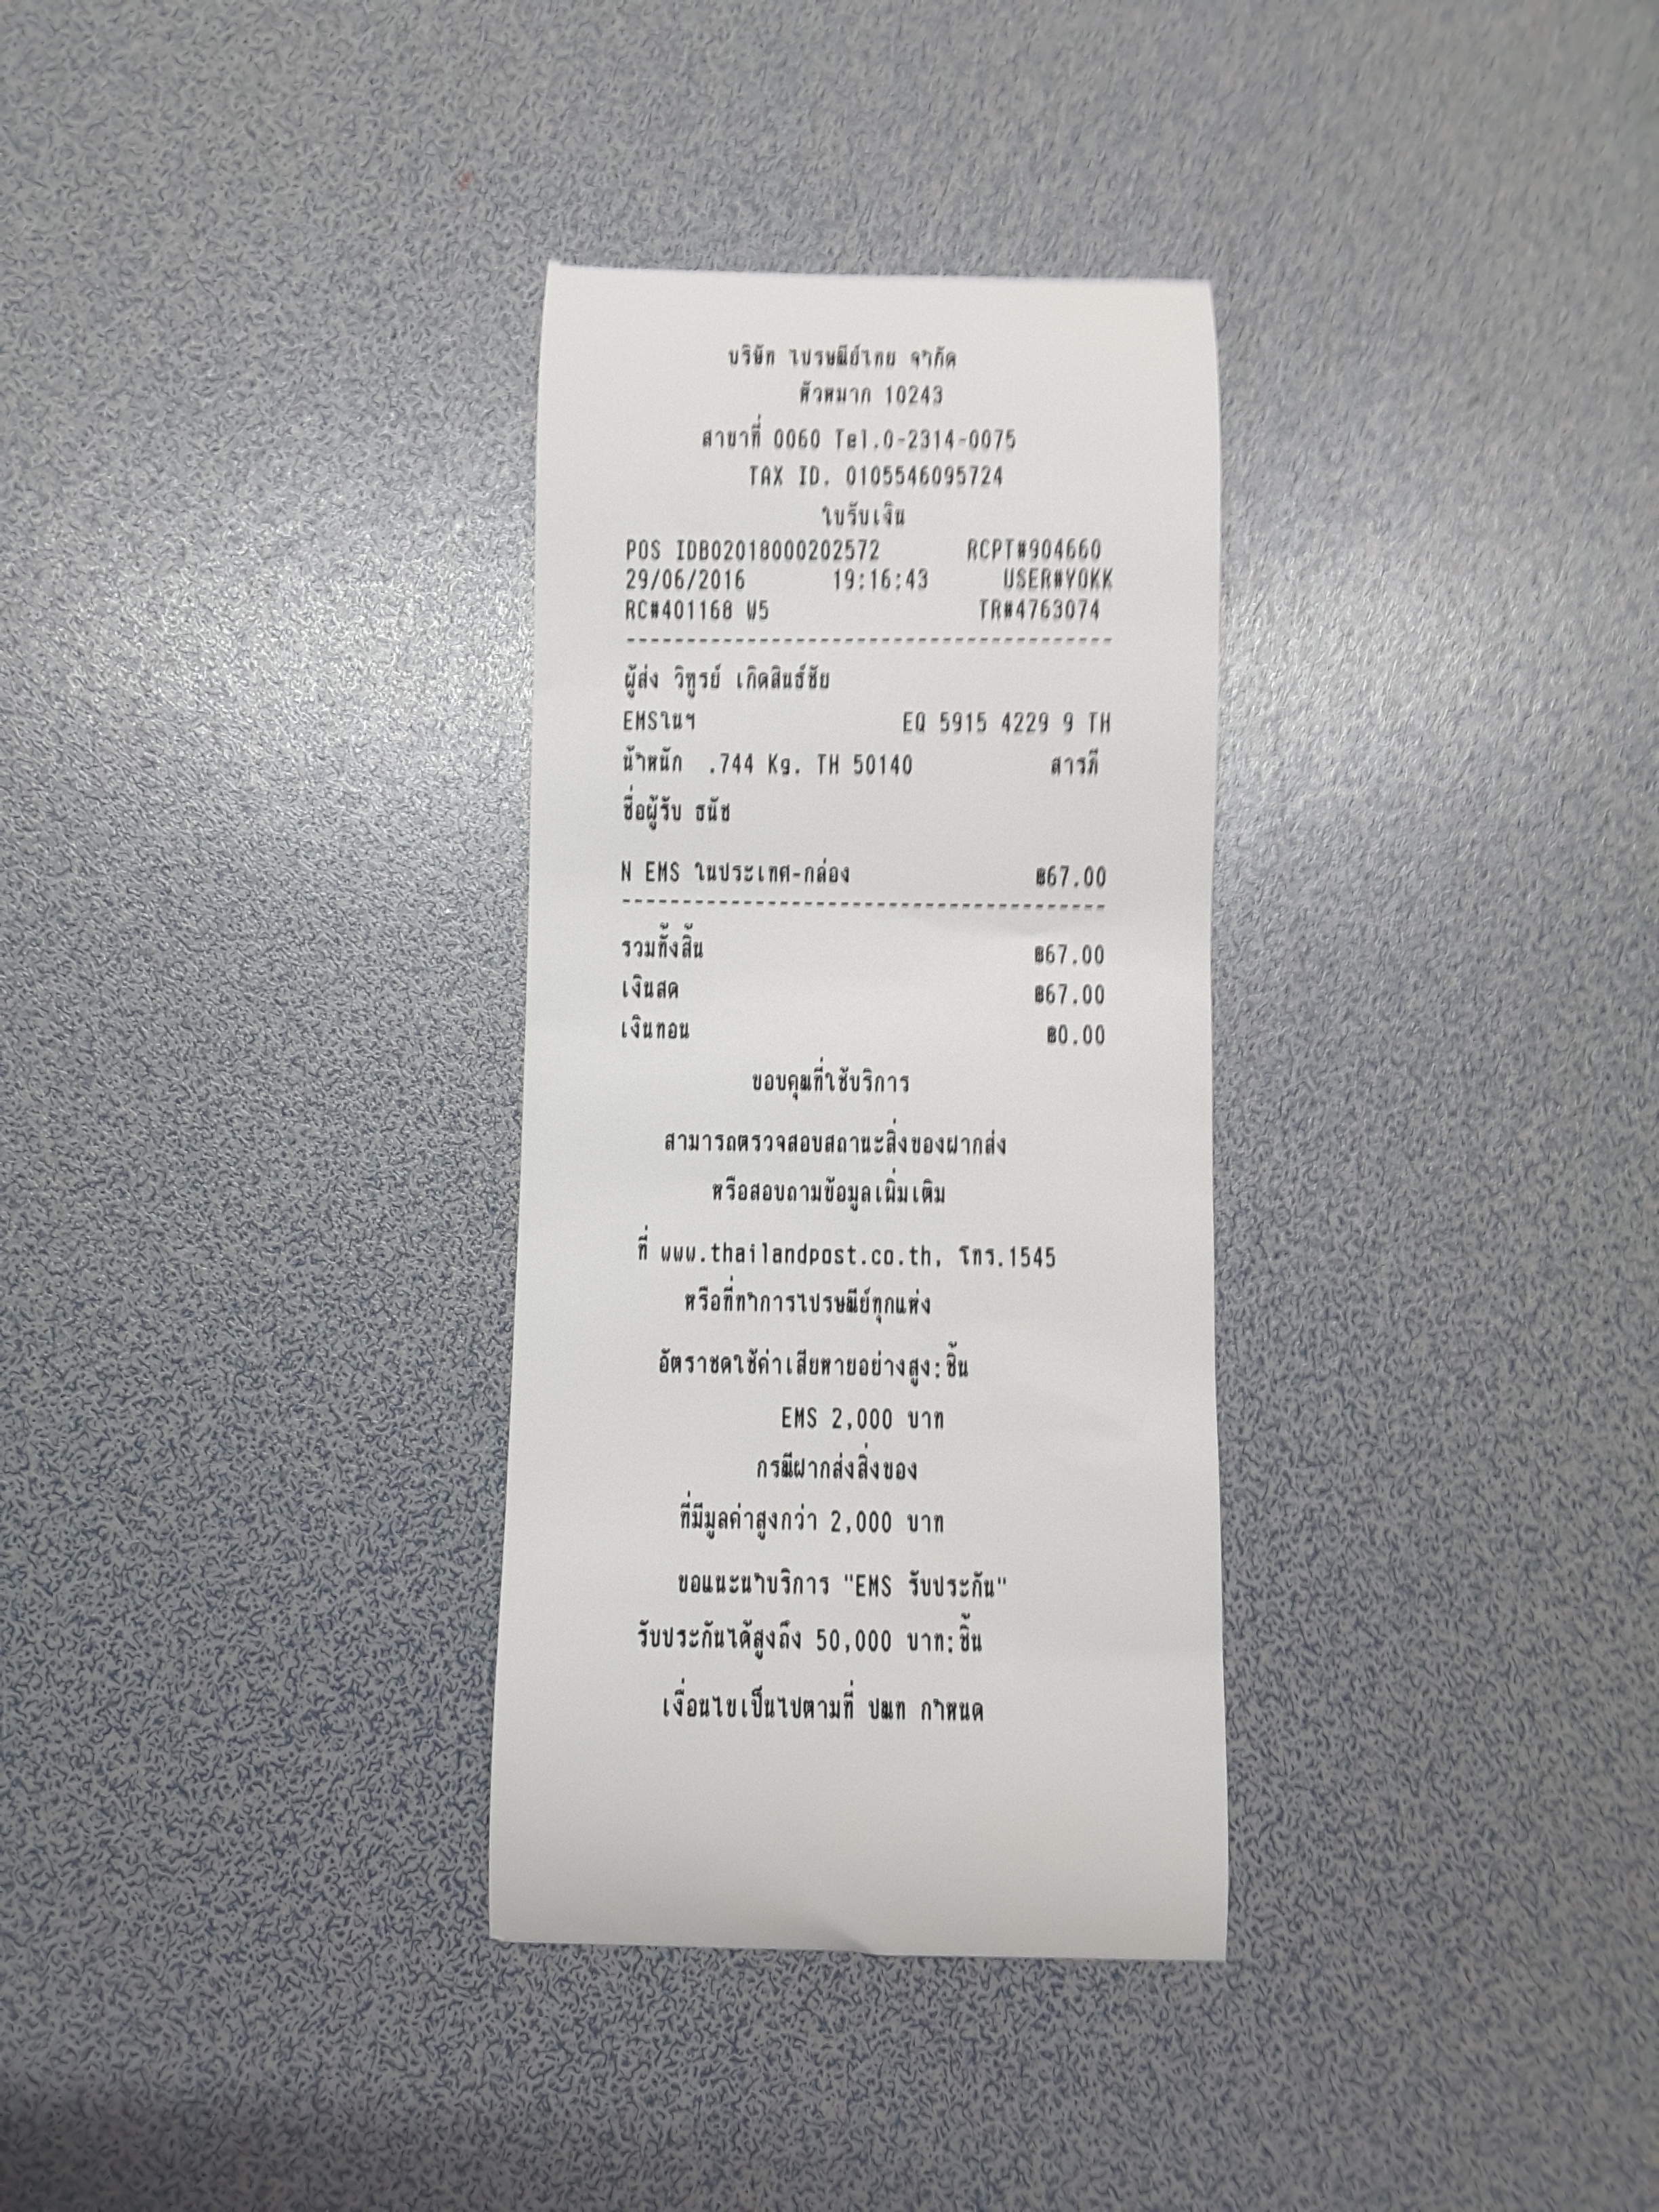 บริษัท ไปรษณีย์ไทย จำกัด
หัวหมาก 10243
สาขาที่ 0060 Tel.0-2314-0075
TAX ID. 0105546095724
ใบรับเงิน
POS IDB02018000202572 RCPT#904660
29/06/2016 19:16:43 USER#YOKK
RC#401168 W5 TR#4763074
ผู้ส่ง วิฑูรย์ เกิดสินธ์ชัย
EMSในฯ EQ 5915 4229 9 TH
น้ำหนัก .744 Kg. TH 50140 สารภี
ชื่อผู้รับ ธนัช
N EMS ในประเทศ-กล่อง ฿67.00
รวมทั้งสิ้น ฿67.00
เงินสด ฿67.00
เงินทอน ฿0.00
ขอบคุณที่ใช้บริการ
สามารถตรวจสอบสถานะสิ่งของฝากส่ง
หรือสอบถามข้อมูลเพิ่มเติม
ที่ www.thailandpost.co.th, โทร.1545
หรือที่ทำการไปรษณีย์ทุกแห่ง
อัตราชดใช้ค่าเสียหายอย่างสูง:ชิ้น
EMS 2,000 บาท
กรณีฝากส่งสิ่งของ
ที่มีมูลค่าสูงกว่า 2,000 บาท
ขอแนะนำบริการ "EMS รับประกัน"
รับประกันได้สูงถึง 50,000 บาท:ชิ้น
เงื่อนไขเป็นไปตามที่ ปณท กำหนด